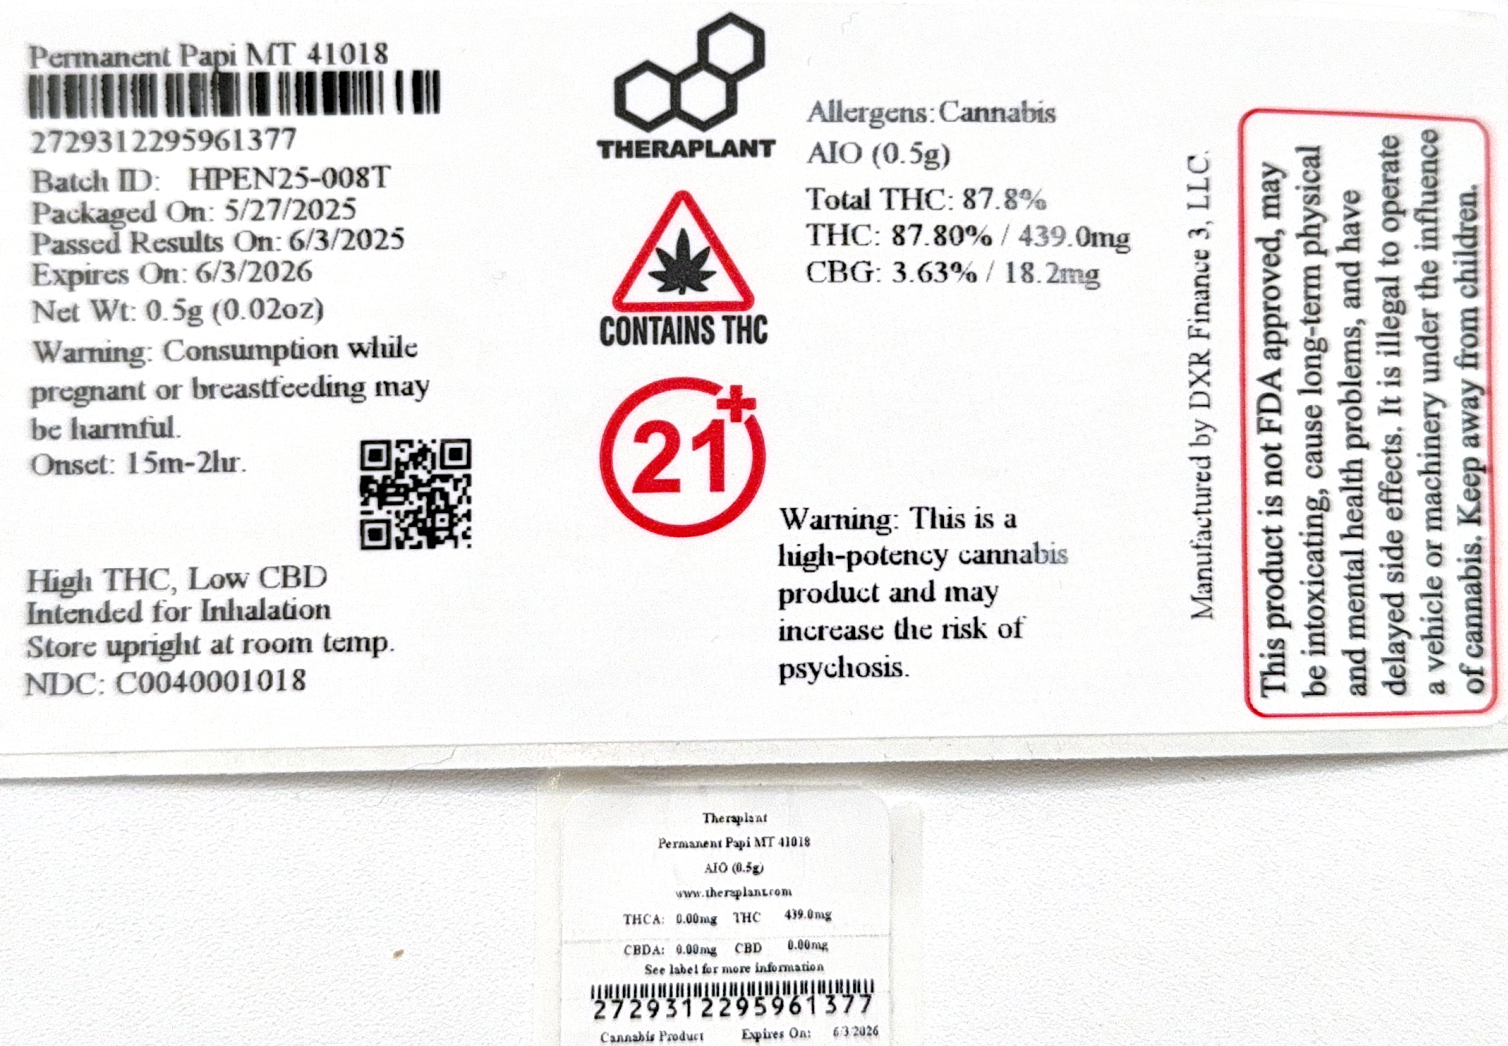 Permanent Papi MT 41018
2729312295961377
Batch ID: HPEN25-008T
Packaged On: 5/27/2025
Passed Results On: 6/3/2025
Expires On: 6/3/2026
Net Wt: 0.5g (0.02oz)
Warning: Consumption while
pregnant or breastfeeding may
be harmful.
Onset: 15m-2hr.
High THC, Low CBD
Intended for Inhalation
Store upright at room temp.
NDC: C0040001018
THERAPLANT
CONTAINS THC
21+
Allergens: Cannabis
AIO (0.5g)
Total THC: 87.8%
THC: 87.80% / 439.0mg
CBG: 3.63% / 18.2mg
Warning: This is a
high-potency cannabis
product and may
increase the risk of
psychosis.
Manufactured by DXR Finance 3, LLC.
This product is not FDA approved, may
be intoxicating, cause long-term physical
and mental health problems, and have
delayed side effects. It is illegal to operate
a vehicle or machinery under the influence
of cannabis. Keep away from children.
Theraplant
Permanent Papi MT 41018
AIO (0.5g)
www.theraplant.com
THCA: 0.00mg THC 439.0mg
CBDA: 0.00mg CBD 0.00mg
See label for more information
2729312295961377
Cannabis Product Expires On: 6/3/2026